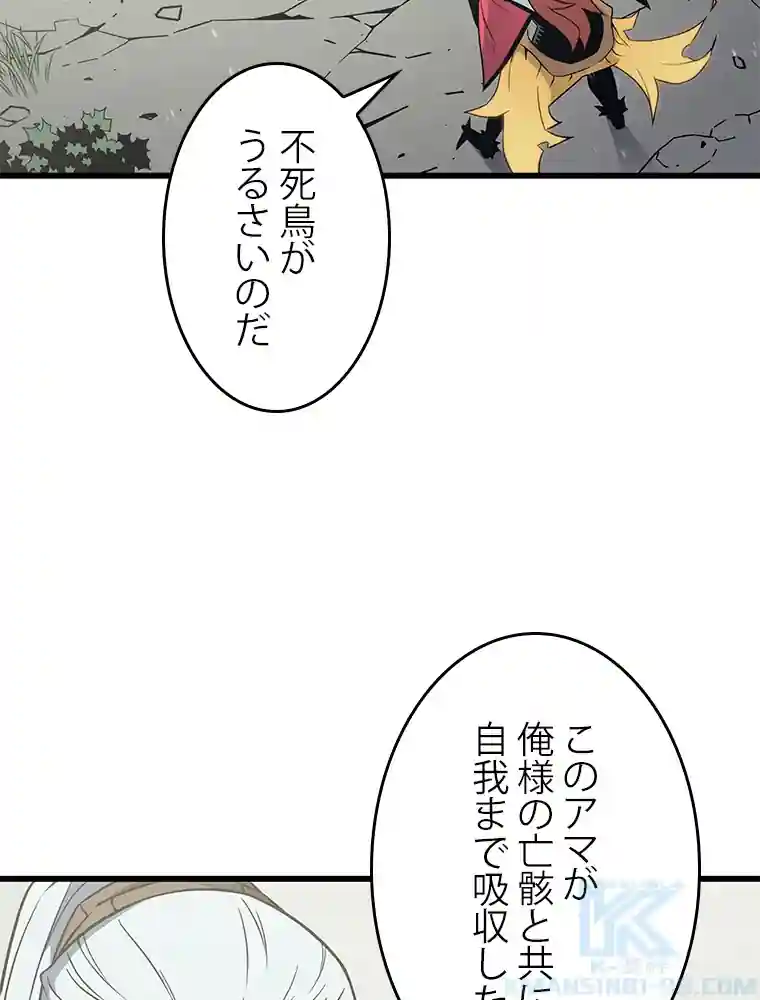 不死鳥が
うるさいのだ
このアマが
俺様の亡骸と共に
自我まで吸収した